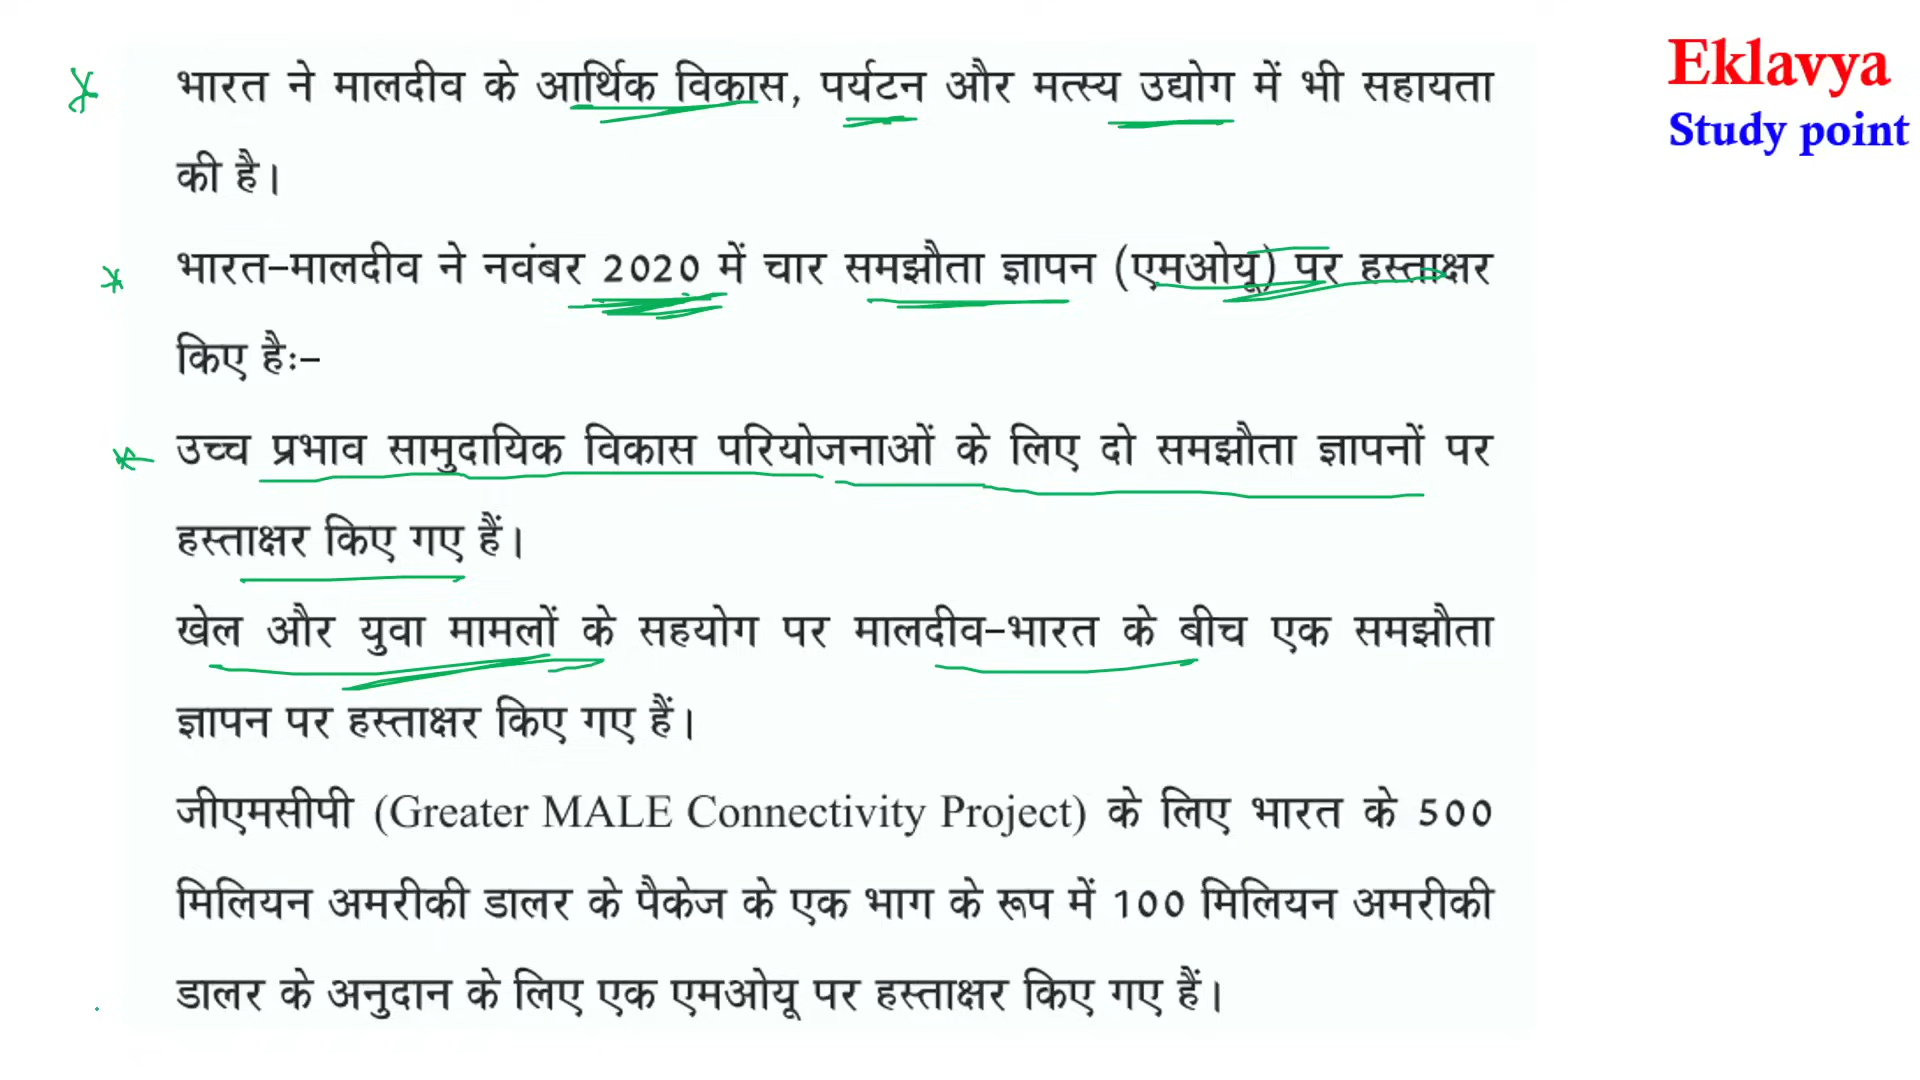 Eklavya
Study point
भारत ने मालदीव के आर्थिक विकास, पर्यटन और मत्स्य उद्योग में भी सहायता
की है।
भारत-मालदीव ने नवंबर 2020 में चार समझौता ज्ञापन (एमओयू) पर हस्ताक्षर
किए है:-
उच्च प्रभाव सामुदायिक विकास परियोजनाओं के लिए दो समझौता ज्ञापनों पर
हस्ताक्षर किए गए हैं।
खेल और युवा मामलों के सहयोग पर मालदीव-भारत के बीच एक समझौता
ज्ञापन पर हस्ताक्षर किए गए हैं।
जीएमसीपी (Greater MALE Connectivity Project) के लिए भारत के 500
मिलियन अमरीकी डालर के पैकेज के एक भाग के रूप में 100 मिलियन अमरीकी
डालर के अनुदान के लिए एक एमओयू पर हस्ताक्षर किए गए हैं।